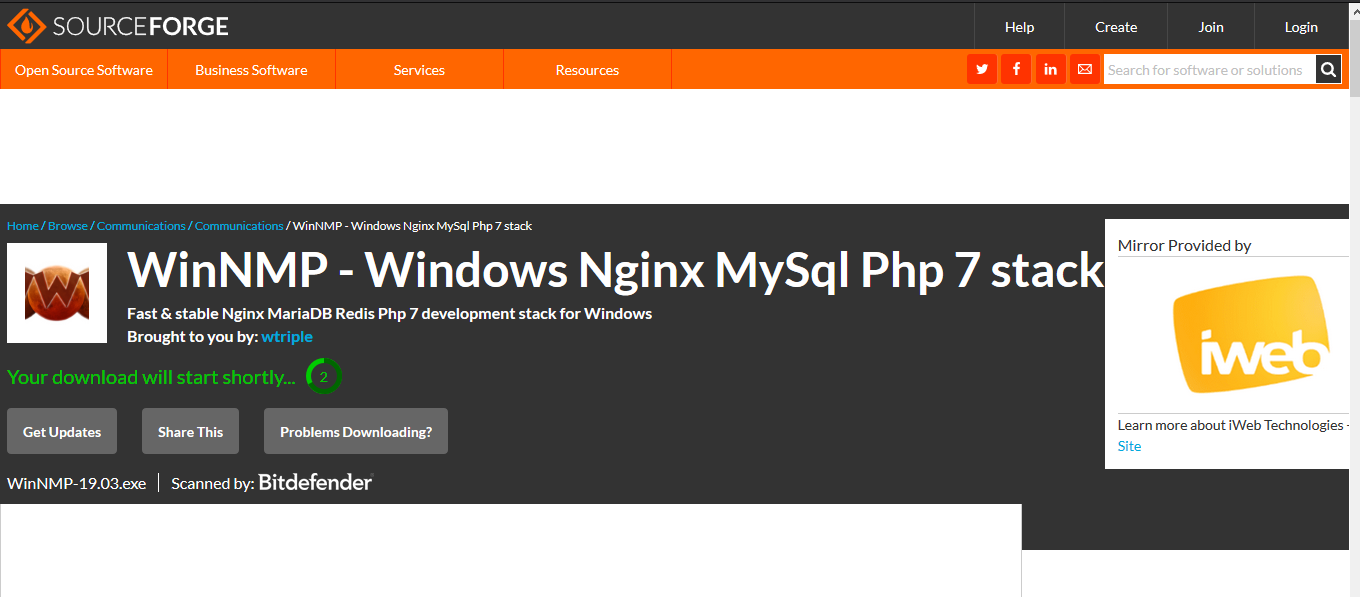 SOURCEFORGE
Help
Create
Join
Login
Open Source Software
Business Software
Services
Resources
f
in
Search for software or solutions
Home / Browse / Communications / Communications / WinNMP - Windows Nginx MySql Php 7 stack
Mirror Provided by
W
WinNMP - Windows Nginx MySql Php 7 stack
Fast & stable Nginx MariaDB Redis Php 7 development stack for Windows
Brought to you by: wtriple
iweb
Your download will start shortly... 2
Get Updates
Share This
Problems Downloading?
Learn more about iWeb Technologies -
Site
WinNMP-19.03.exe
Scanned by: Bitdefender